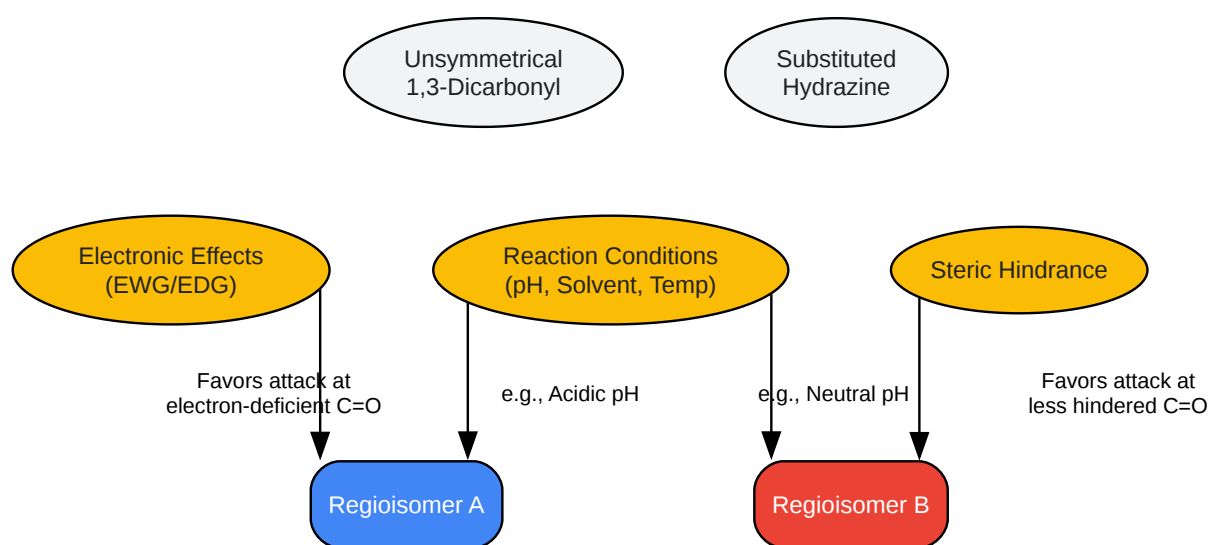 Unsymmetrical
1,3-Dicarbonyl
Substituted
Hydrazine
Electronic Effects
(EWG/EDG)
Reaction Conditions
(pH, Solvent, Temp)
Steric Hindrance
Favors attack at
electron-deficient C=O
e.g., Acidic pH
e.g., Neutral pH
Favors attack at
less hindered C=O
Regioisomer A
Regioisomer B